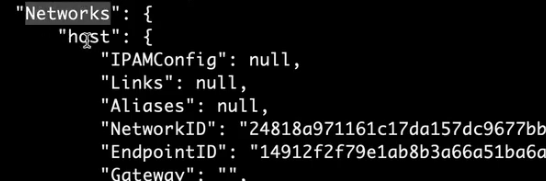 "Networks": {
"host": {
"IPAMConfig": null,
"Links": null,
"Aliases": null,
"NetworkID": "24818a971161c17da157dc9677bb
"EndpointID": "14912f2f79e1ab8b3a66a51ba6a
"Gateway": "",